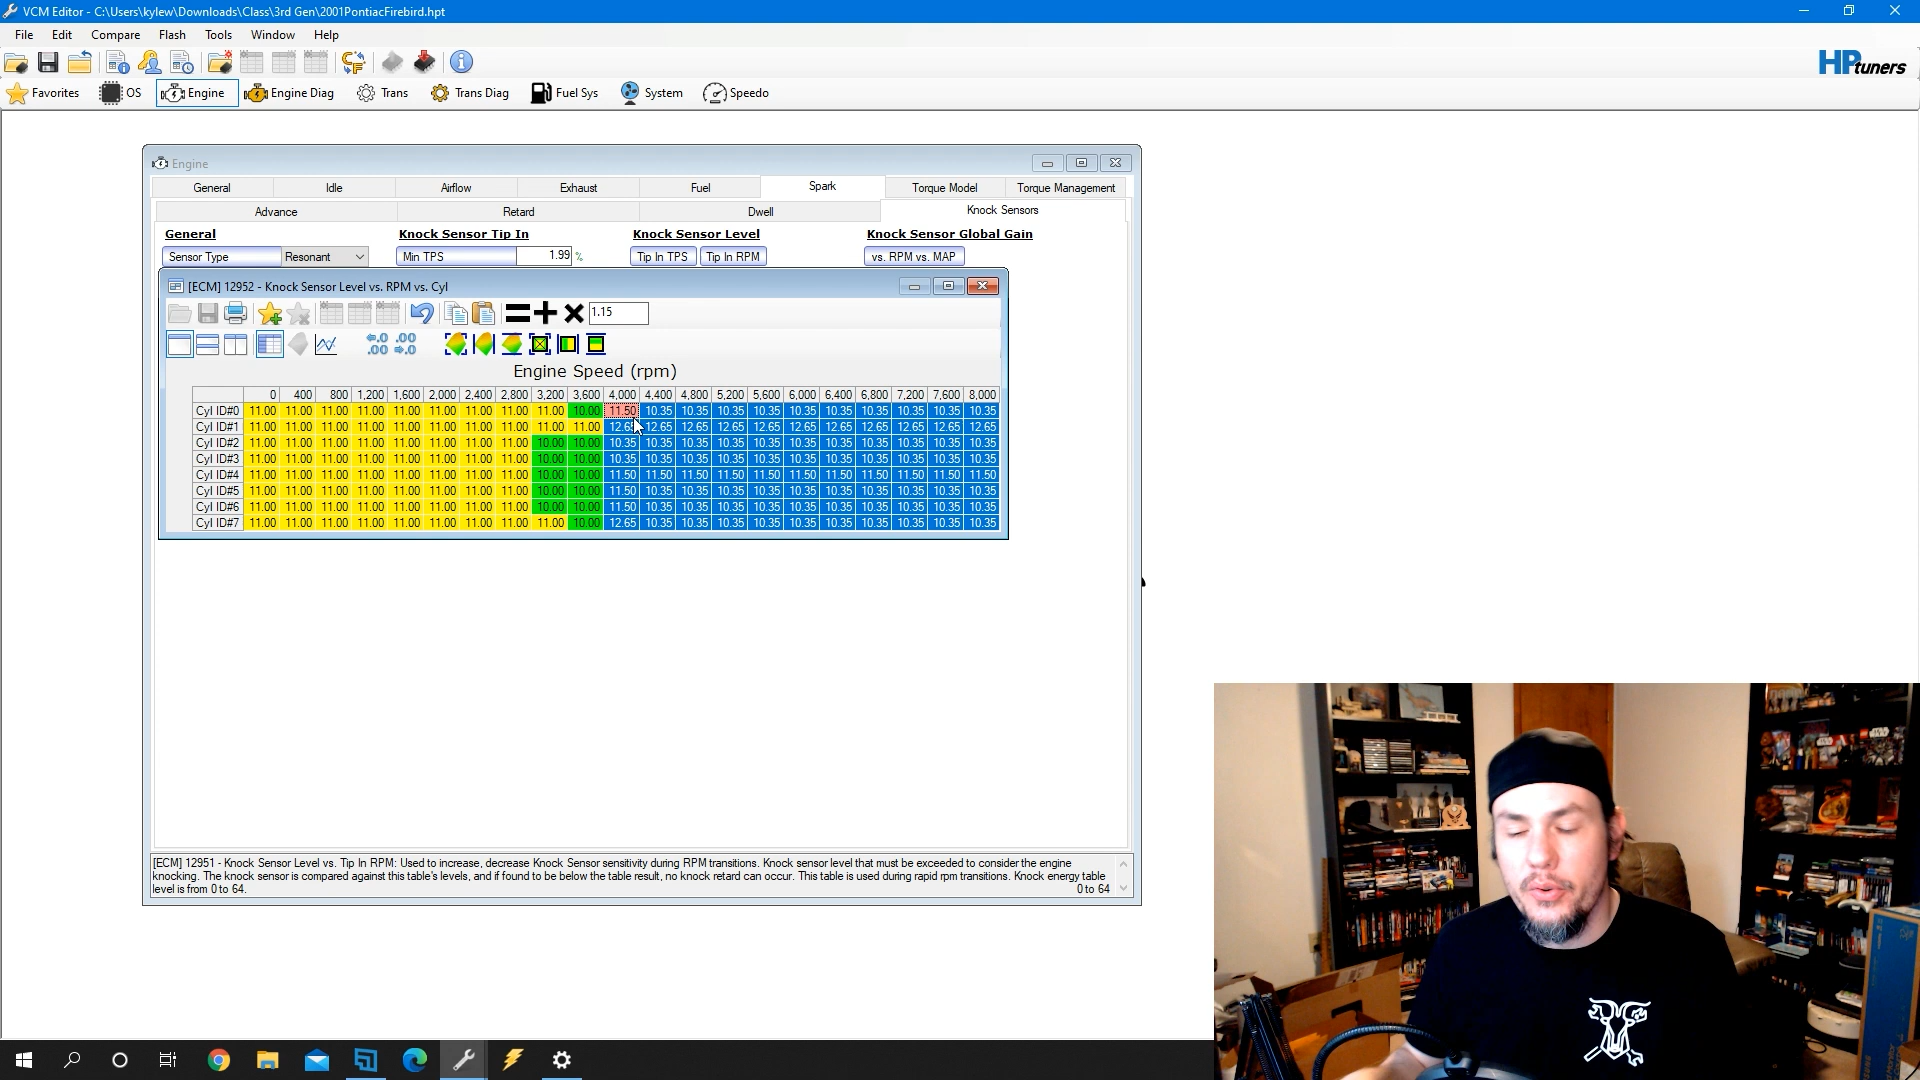 VCM Editor - C:\Users\kylew\Downloads\Class\3rd Gen\2001PontiacFirebird.hpt
File Edit Compare Flash Tools Window Help
HPtuners
Favorites OS Engine Engine Diag Trans Trans Diag Fuel Sys System Speedo
Engine
General Idle Airflow Exhaust Fuel Spark Torque Model Torque Management
Advance Retard Dwell Knock Sensors
General Knock Sensor Tip In Knock Sensor Level Knock Sensor Global Gain
Sensor Type Resonant Min TPS 1.99 % Tip In TPS Tip In RPM vs. RPM vs. MAP
[ECM] 12952 - Knock Sensor Level vs. RPM vs. Cyl
1.15
Engine Speed (rpm)
0 400 800 1,200 1,600 2,000 2,400 2,800 3,200 3,600 4,000 4,400 4,800 5,200 5,600 6,000 6,400 6,800 7,200 7,600 8,000
Cyl ID#0 11.00 11.00 11.00 11.00 11.00 11.00 11.00 11.00 11.00 10.00 11.50 10.35 10.35 10.35 10.35 10.35 10.35 10.35 10.35 10.35 10.35
Cyl ID#1 11.00 11.00 11.00 11.00 11.00 11.00 11.00 11.00 11.00 11.00 12.65 12.65 12.65 12.65 12.65 12.65 12.65 12.65 12.65 12.65 12.65
Cyl ID#2 11.00 11.00 11.00 11.00 11.00 11.00 11.00 11.00 10.00 10.00 10.35 10.35 10.35 10.35 10.35 10.35 10.35 10.35 10.35 10.35 10.35
Cyl ID#3 11.00 11.00 11.00 11.00 11.00 11.00 11.00 11.00 10.00 10.00 10.35 10.35 10.35 10.35 10.35 10.35 10.35 10.35 10.35 10.35 10.35
Cyl ID#4 11.00 11.00 11.00 11.00 11.00 11.00 11.00 11.00 10.00 10.00 11.50 11.50 11.50 11.50 11.50 11.50 11.50 11.50 11.50 11.50 11.50
Cyl ID#5 11.00 11.00 11.00 11.00 11.00 11.00 11.00 11.00 10.00 10.00 11.50 10.35 10.35 10.35 10.35 10.35 10.35 10.35 10.35 10.35 10.35
Cyl ID#6 11.00 11.00 11.00 11.00 11.00 11.00 11.00 11.00 10.00 10.00 11.50 10.35 10.35 10.35 10.35 10.35 10.35 10.35 10.35 10.35 10.35
Cyl ID#7 11.00 11.00 11.00 11.00 11.00 11.00 11.00 11.00 11.00 10.00 12.65 10.35 10.35 10.35 10.35 10.35 10.35 10.35 10.35 10.35 10.35
[ECM] 12951 - Knock Sensor Level vs. Tip In RPM: Used to increase, decrease Knock Sensor sensitivity during RPM transitions. Knock sensor level that must be exceeded to consider the engine
knocking. The knock sensor is compared against this table's levels, and if found to be below the table result, no knock retard can occur. This table is used during rapid rpm transitions. Knock energy table
level is from 0 to 64. 0 to 64